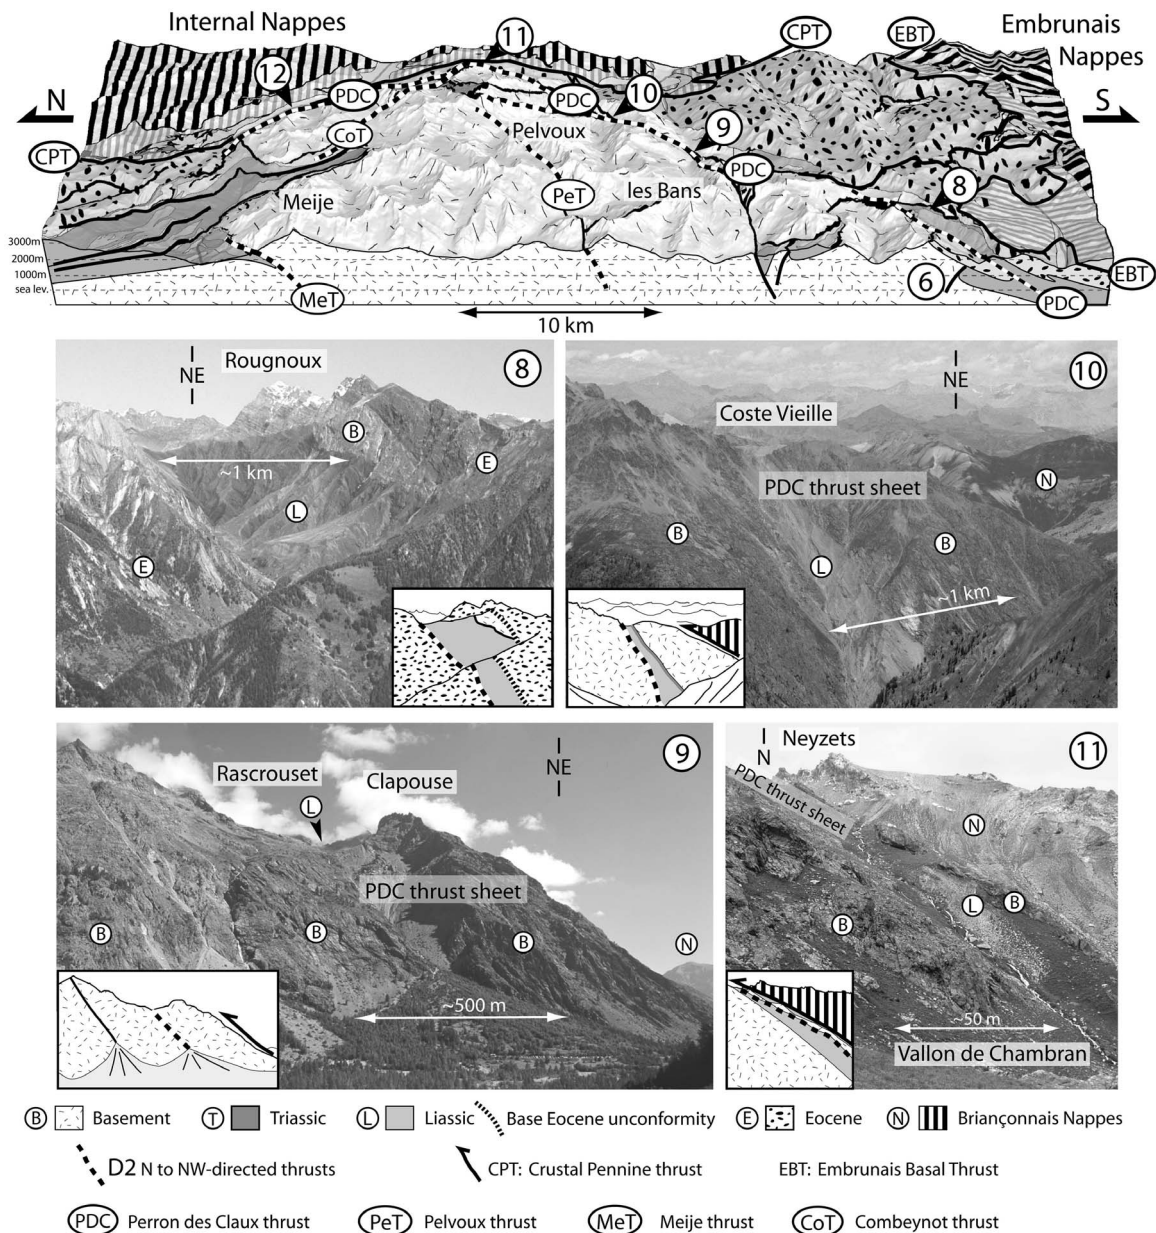 Internal Nappes
Embrunais
Nappes
11
CPT
EBT
12
PDC
PDC
10
N
S
CoT
Pelvoux
9
CPT
PDC
8
Meije
PeT
les Bans
3000m
2000m
1000m
sea lev.
MeT
6
EBT
PDC
10 km
Rougnoux
NE
8
B
E
~1 km
L
E
NE
10
Coste Vieille
PDC thrust sheet
N
B
B
L
~1 km
Rascrouset
NE
9
Clapouse
L
PDC thrust sheet
B
B
B
N
~500 m
N
Neyzets
11
PDC thrust sheet
N
B
L
B
~50 m
Vallon de Chambran
B Basement T Triassic L Liassic Base Eocene unconformity E Eocene N Briançonnais Nappes
D2 N to NW-directed thrusts CPT: Crustal Pennine thrust EBT: Embrunais Basal Thrust
PDC Perron des Claux thrust PeT Pelvoux thrust MeT Meije thrust CoT Combeynot thrust